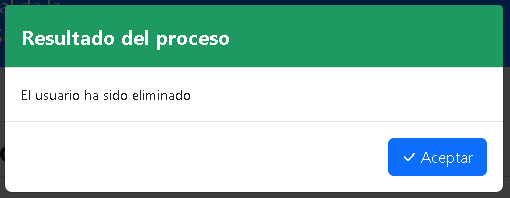 Resultado del proceso
El usuario ha sido eliminado
Aceptar